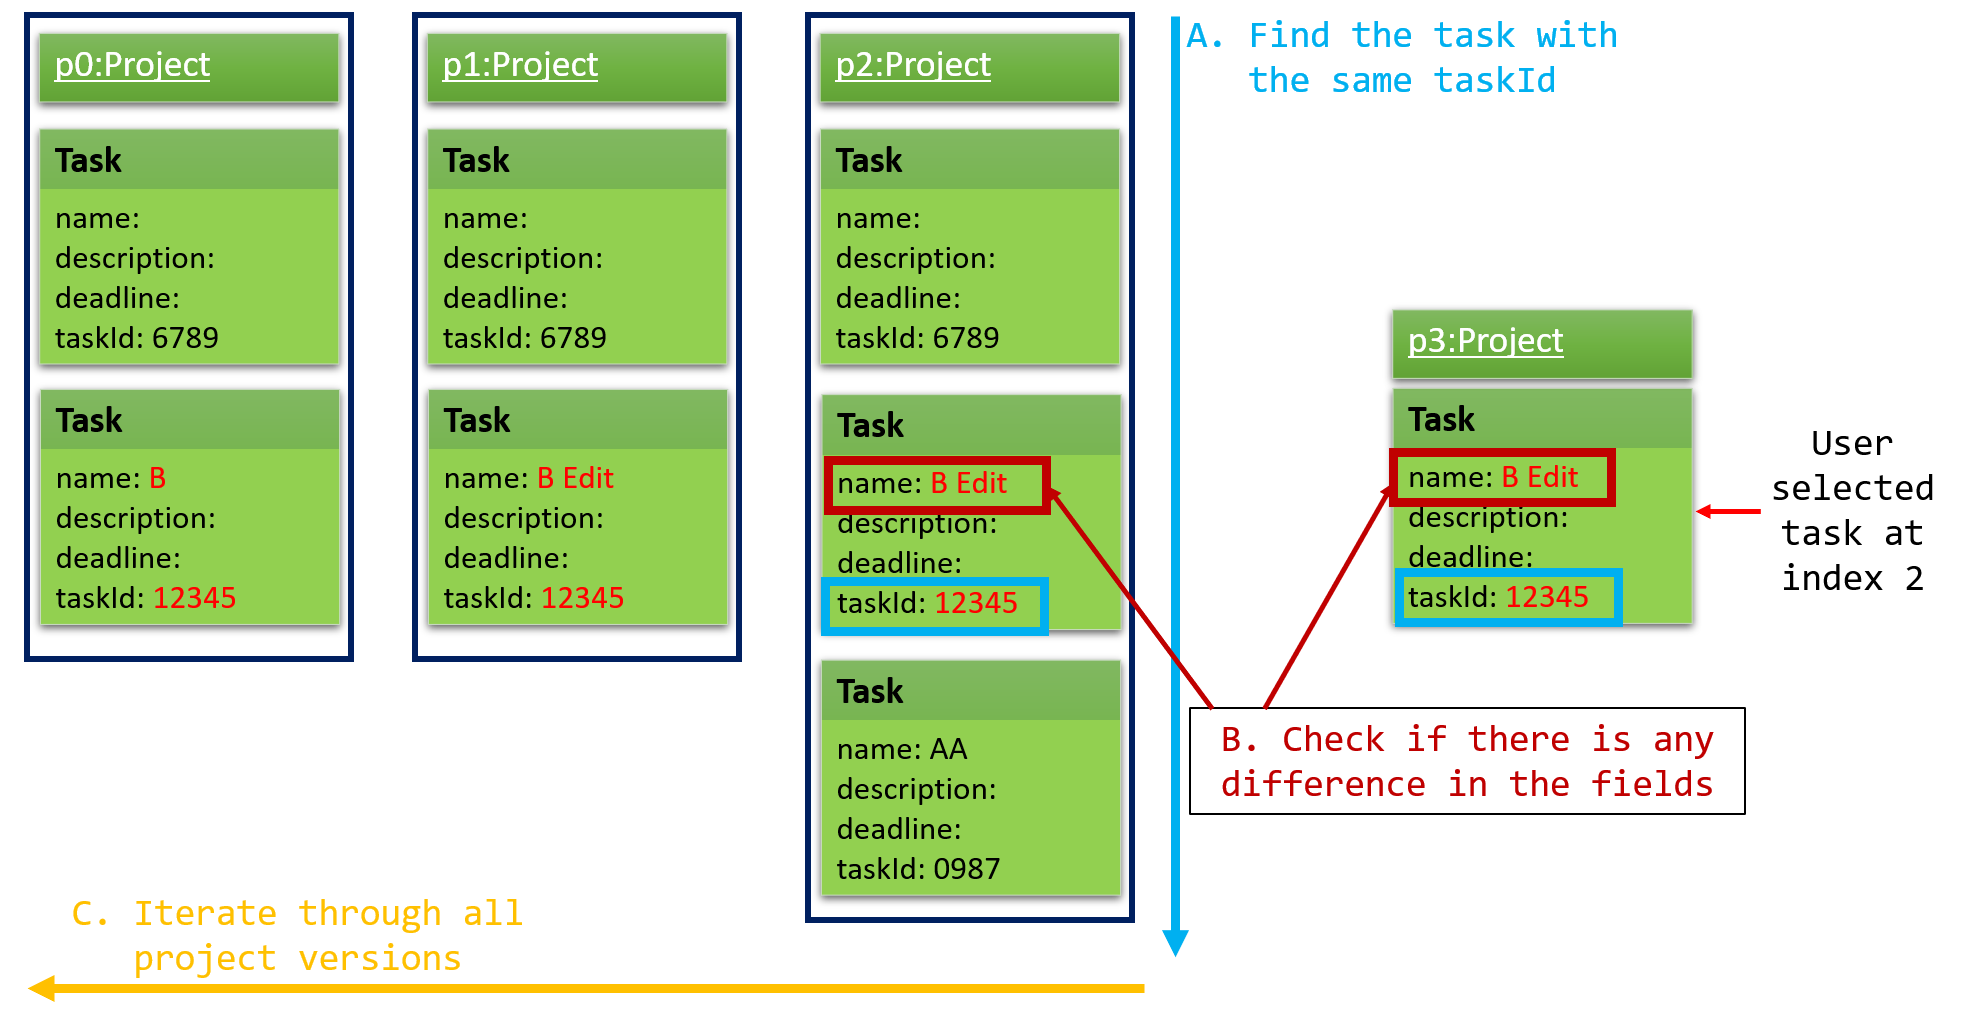 p0:Project
Task
name:
description:
deadline:
taskId: 6789
Task
name: B
description:
deadline:
taskId: 12345
p1:Project
Task
name:
description:
deadline:
taskId: 6789
Task
name: B Edit
description:
deadline:
taskId: 12345
p2:Project
Task
name:
description:
deadline:
taskId: 6789
Task
name: B Edit
description:
deadline:
taskId: 12345
Task
name: AA
description:
deadline:
taskId: 0987
A. Find the task with
the same taskId
p3:Project
Task
name: B Edit
description:
deadline:
taskId: 12345
User
selected
task at
index 2
B. Check if there is any
difference in the fields
C. Iterate through all
project versions